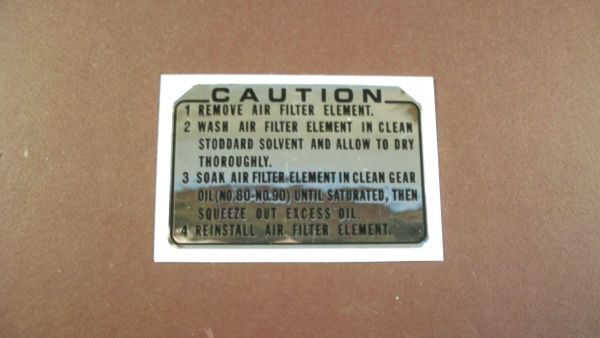 CAUTION
1 REMOVE AIR FILTER ELEMENT.
2 WASH AIR FILTER ELEMENT IN CLEAN
STODDARD SOLVENT AND ALLOW TO DRY
THOROUGHLY.
3 SOAK AIR FILTER ELEMENT IN CLEAN GEAR
OIL(NO.80-NO.90) UNTIL SATURATED, THEN
SQUEEZE OUT EXCESS OIL.
4 REINSTALL AIR FILTER ELEMENT.